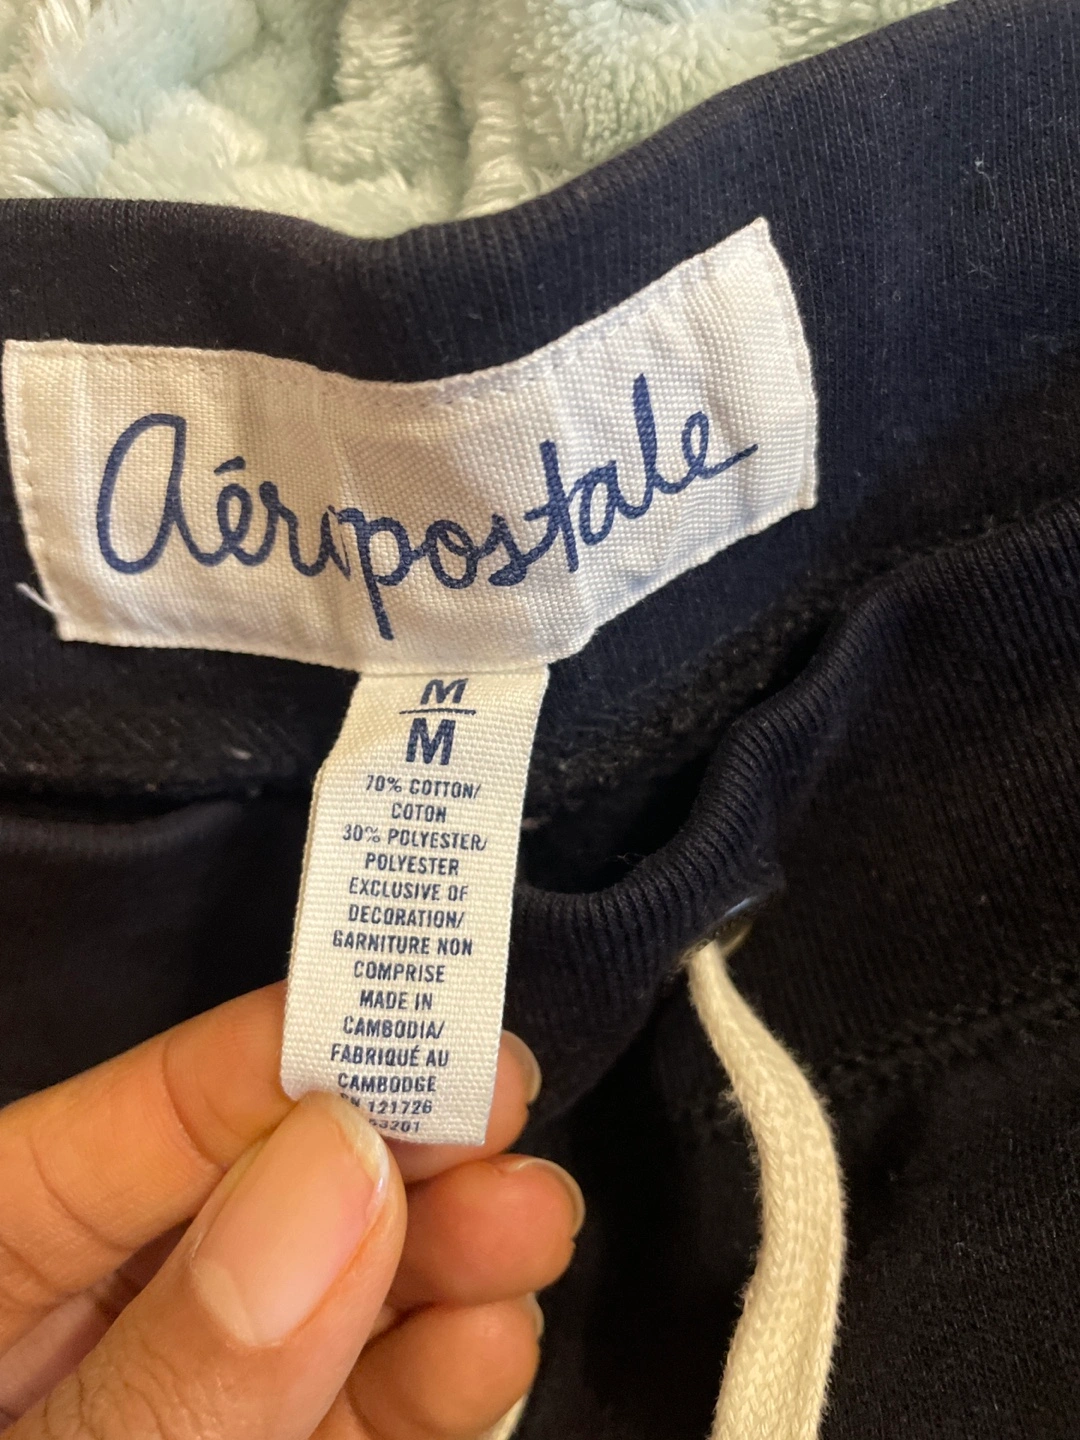 aéropostale
M
M
70% COTTON/
COTON
30% POLYESTER/
POLYESTER
EXCLUSIVE OF
DECORATION/
GARNITURE NON
COMPRISE
MADE IN
CAMBODIA/
FABRIQUÉ AU
CAMBODGE
121726